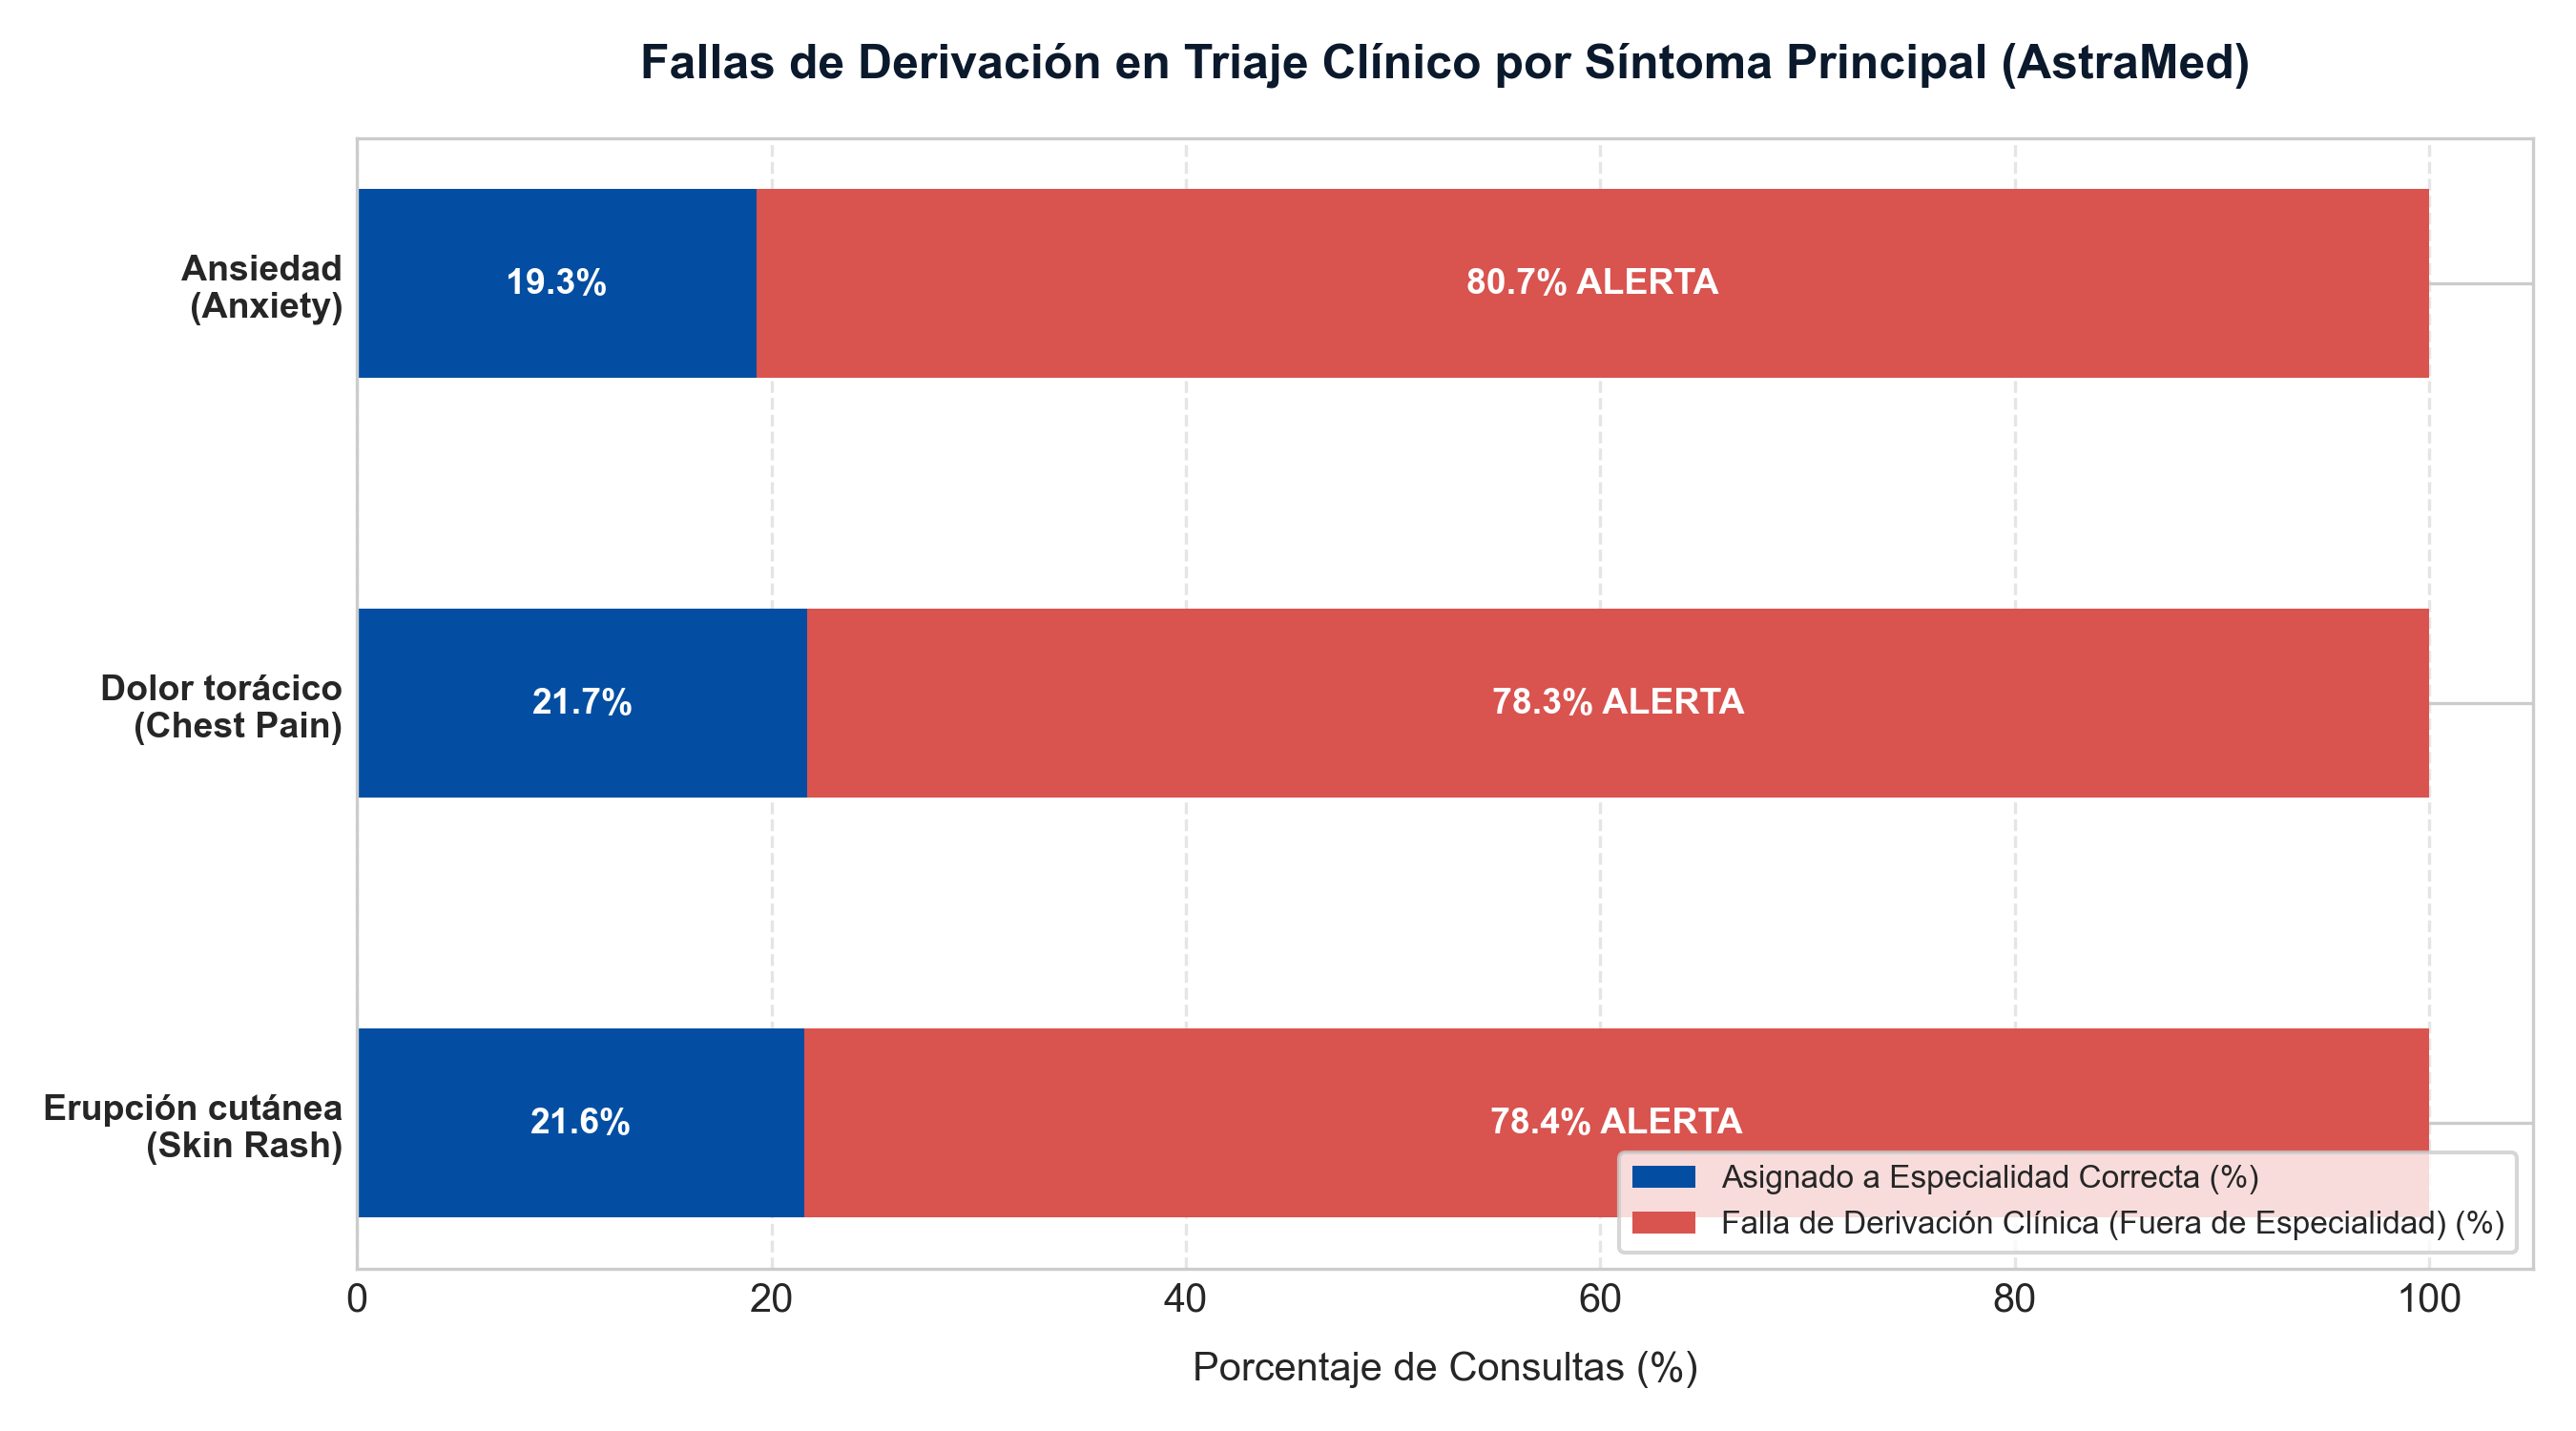 Fallas de Derivación en Triaje Clínico por Síntoma Principal (AstraMed)
Ansiedad
(Anxiety)
19.3%
80.7% ALERTA
Dolor torácico
(Chest Pain)
21.7%
78.3% ALERTA
Erupción cutánea
(Skin Rash)
21.6%
78.4% ALERTA
Asignado a Especialidad Correcta (%)
Falla de Derivación Clínica (Fuera de Especialidad) (%)
0 20 40 60 80 100
Porcentaje de Consultas (%)